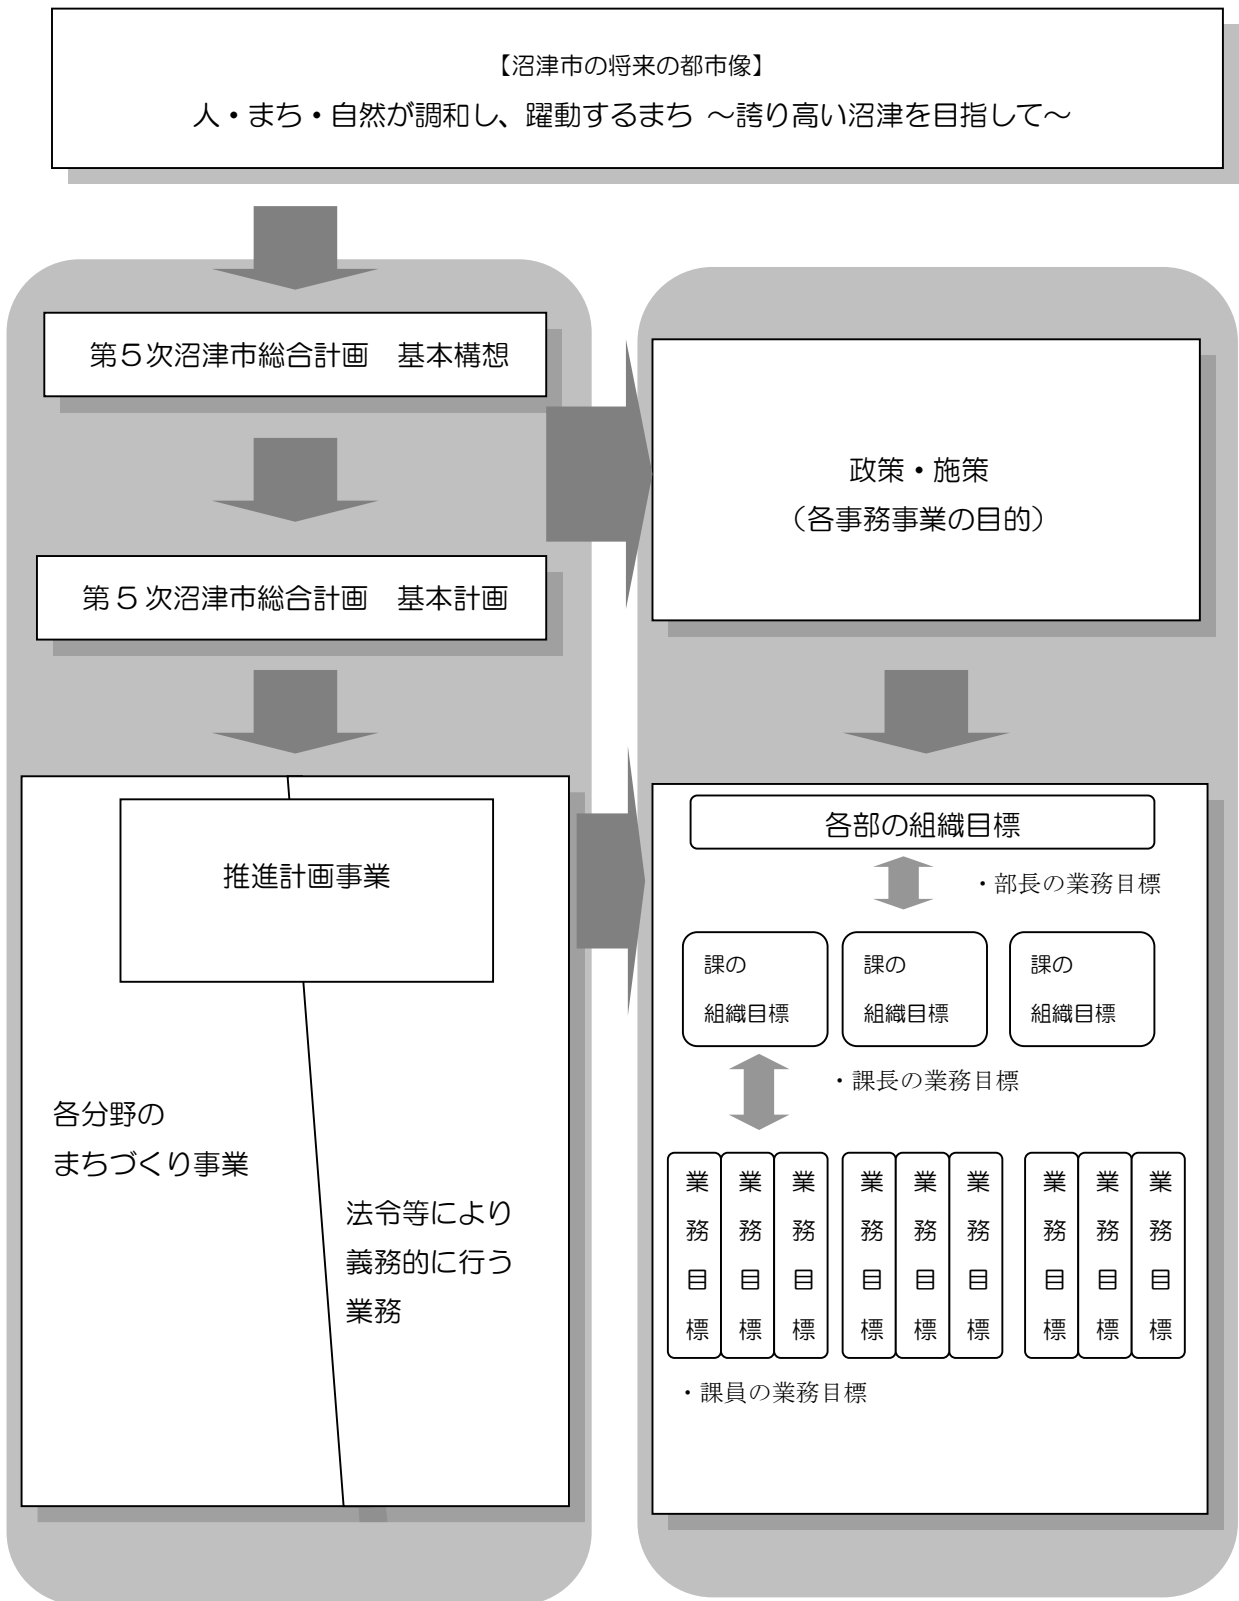 【沼津市の将来の都市像】
人・まち・自然が調和し、躍動するまち ～誇り高い沼津を目指して～
第５次沼津市総合計画　基本構想
第５次沼津市総合計画　基本計画
推進計画事業
各分野の
まちづくり事業
法令等により
義務的に行う
業務
政策・施策
（各事務事業の目的）
各部の組織目標
・部長の業務目標
課の
組織目標
課の
組織目標
課の
組織目標
・課長の業務目標
業務目標
業務目標
業務目標
業務目標
業務目標
業務目標
業務目標
業務目標
業務目標
・課員の業務目標